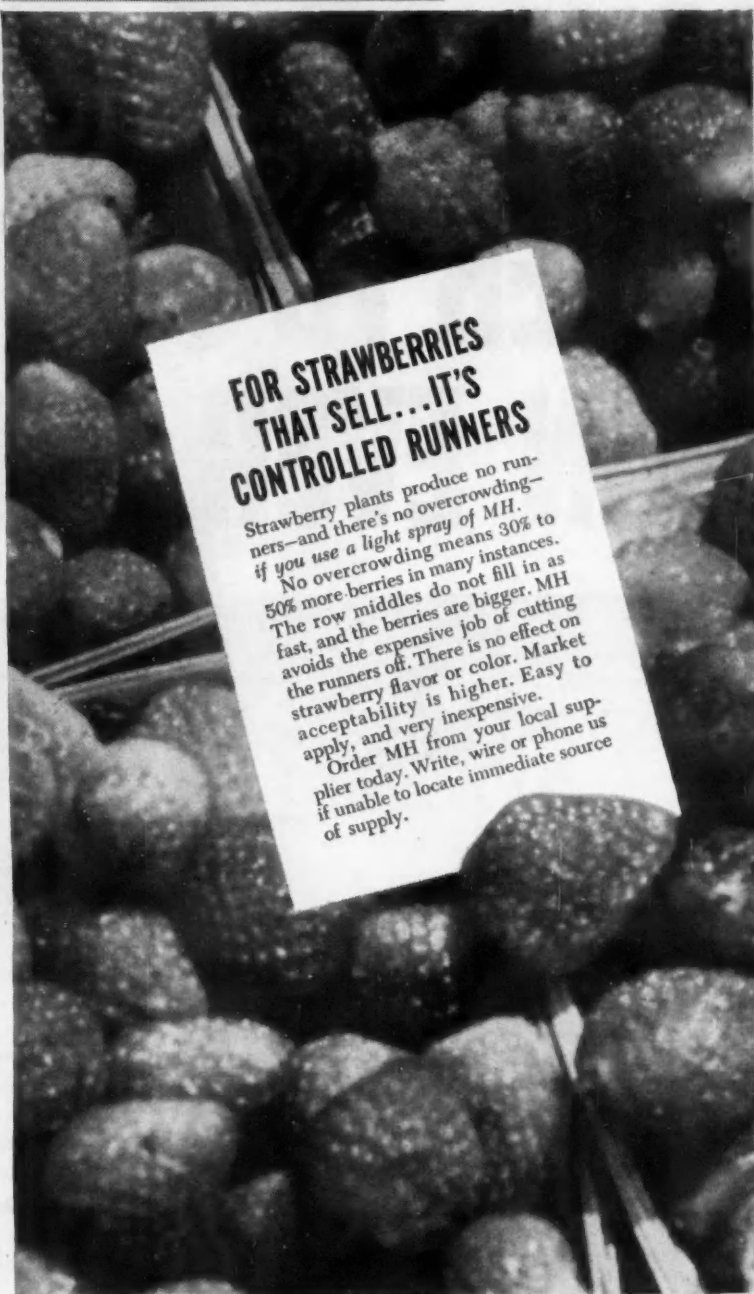 FOR STRAWBERRIES
THAT SELL...IT'S
CONTROLLED RUNNERS
Strawberry plants produce no run-
ners—and there's no overcrowding—
if you use a light spray of MH.
No overcrowding means 30% to
50% more berries in many instances.
The row middles do not fill in as
fast, and the berries are bigger. MH
avoids the expensive job of cutting
the runners off. There is no effect on
strawberry flavor or color. Market
acceptability is higher. Easy to
apply, and very inexpensive.
Order MH from your local sup-
plier today. Write, wire or phone us
if unable to locate immediate source
of supply.